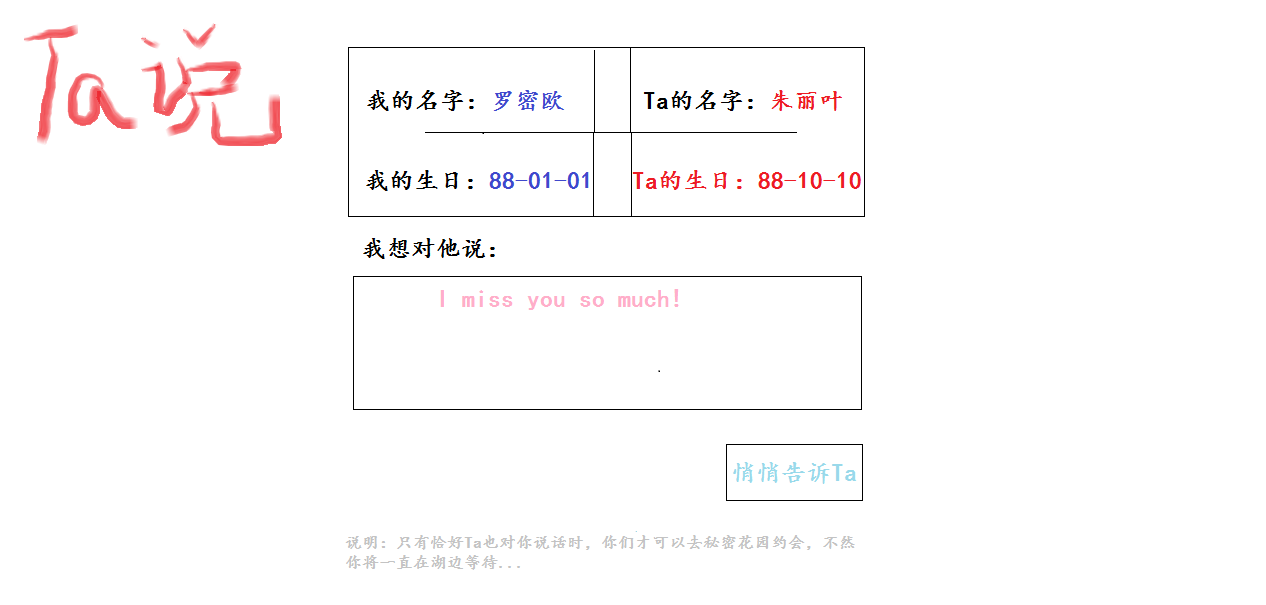 Ta说
我的名字：罗密欧 Ta的名字：朱丽叶
我的生日：88-01-01 Ta的生日：88-10-10
我想对他说：
I miss you so much!
悄悄告诉Ta
说明：只有恰好Ta也对你说话时，你们才可以去秘密花园约会，不然
你将一直在湖边等待...